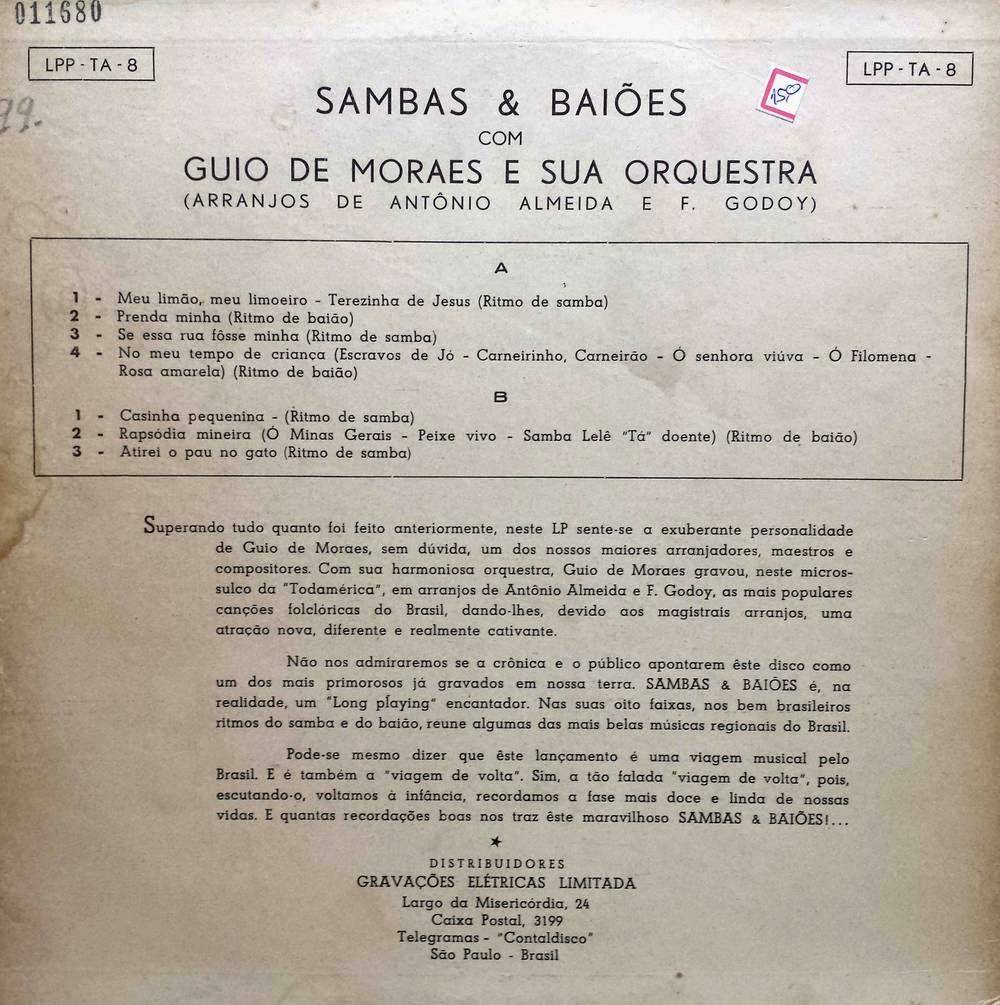 011680
LPP - TA - 8
LPP - TA - 8
99.
150
SAMBAS & BAIÕES
COM
GUIO DE MORAES E SUA ORQUESTRA
(ARRANJOS DE ANTÔNIO ALMEIDA E F. GODOY)
A
1 - Meu limão, meu limoeiro - Terezinha de Jesus (Ritmo de samba)
2 - Prenda minha (Ritmo de baião)
3 - Se essa rua fôsse minha (Ritmo de samba)
4 - No meu tempo de criança (Escravos de Jó - Carneirinho, Carneirão - Ó senhora viúva - Ó Filomena -
Rosa amarela) (Ritmo de baião)
B
1 - Casinha pequenina - (Ritmo de samba)
2 - Rapsódia mineira (Ó Minas Gerais - Peixe vivo - Samba Lelê "Tá" doente) (Ritmo de baião)
3 - Atirei o pau no gato (Ritmo de samba)
Superando tudo quanto foi feito anteriormente, neste LP sente-se a exuberante personalidade
de Guio de Moraes, sem dúvida, um dos nossos maiores arranjadores, maestros e
compositores. Com sua harmoniosa orquestra, Guio de Moraes gravou, neste micros-
sulco da "Todamérica", em arranjos de Antônio Almeida e F. Godoy, as mais populares
canções folclóricas do Brasil, dando-lhes, devido aos magistrais arranjos, uma
atração nova, diferente e realmente cativante.
Não nos admiraremos se a crônica e o público apontarem êste disco como
um dos mais primorosos já gravados em nossa terra. SAMBAS & BAIÕES é, na
realidade, um "Long playing" encantador. Nas suas oito faixas, nos bem brasileiros
ritmos do samba e do baião, reune algumas das mais belas músicas regionais do Brasil.
Pode-se mesmo dizer que êste lançamento é uma viagem musical pelo
Brasil. E é também a "viagem de volta". Sim, a tão falada "viagem de volta", pois,
escutando-o, voltamos à infância, recordamos a fase mais doce e linda de nossas
vidas. E quantas recordações boas nos traz êste maravilhoso SAMBAS & BAIÕES!...
DISTRIBUIDORES
GRAVAÇÕES ELÉTRICAS LIMITADA
Largo da Misericórdia, 24
Caixa Postal, 3199
Telegramas - "Contaldisco"
São Paulo - Brasil